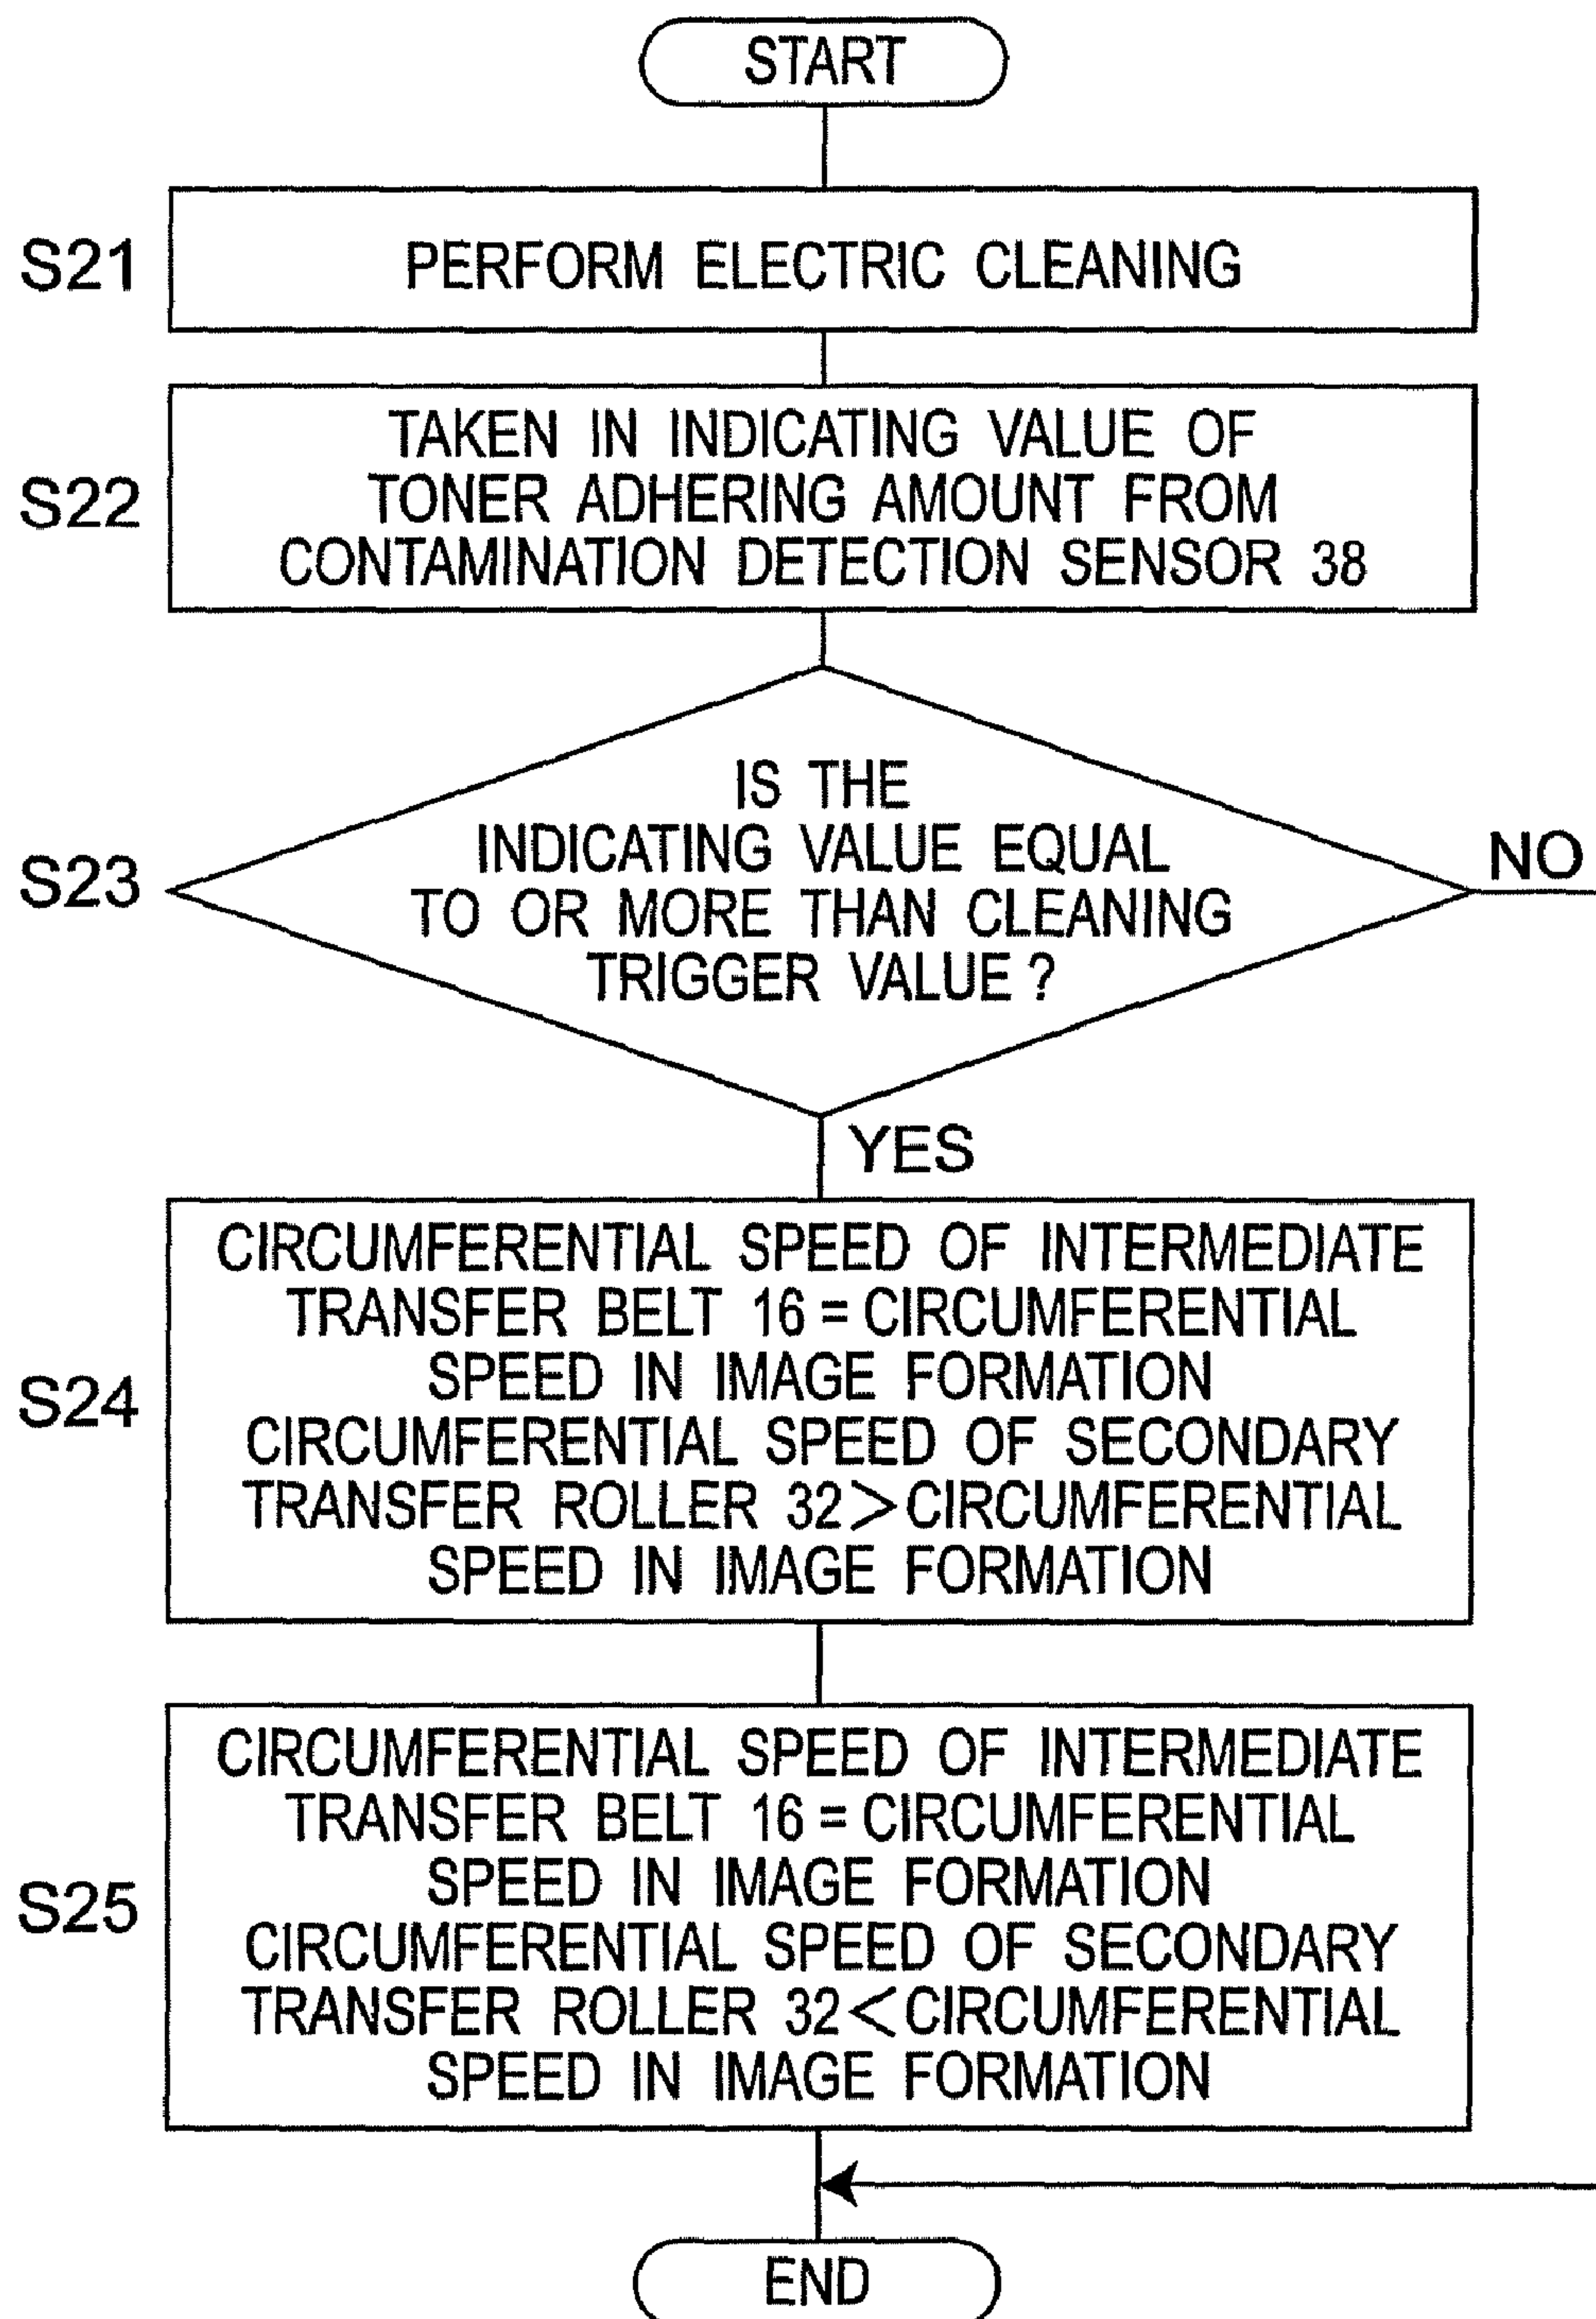 START
S21
PERFORM ELECTRIC CLEANING
S22
TAKEN IN INDICATING VALUE OF
TONER ADHERING AMOUNT FROM
CONTAMINATION DETECTION SENSOR 38
S23
IS THE
INDICATING VALUE EQUAL
TO OR MORE THAN CLEANING
TRIGGER VALUE ?
NO
YES
S24
CIRCUMFERENTIAL SPEED OF INTERMEDIATE
TRANSFER BELT 16 = CIRCUMFERENTIAL
SPEED IN IMAGE FORMATION
CIRCUMFERENTIAL SPEED OF SECONDARY
TRANSFER ROLLER 32 > CIRCUMFERENTIAL
SPEED IN IMAGE FORMATION
S25
CIRCUMFERENTIAL SPEED OF INTERMEDIATE
TRANSFER BELT 16 = CIRCUMFERENTIAL
SPEED IN IMAGE FORMATION
CIRCUMFERENTIAL SPEED OF SECONDARY
TRANSFER ROLLER 32 < CIRCUMFERENTIAL
SPEED IN IMAGE FORMATION
END